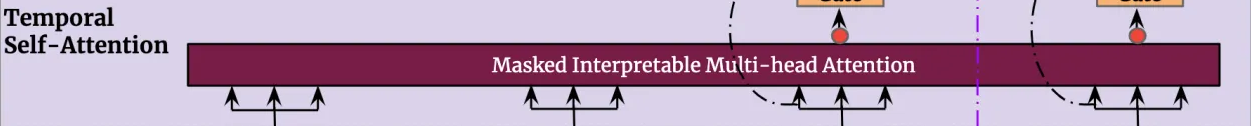 Temporal
Self-Attention
Masked Interpretable Multi-head Attention